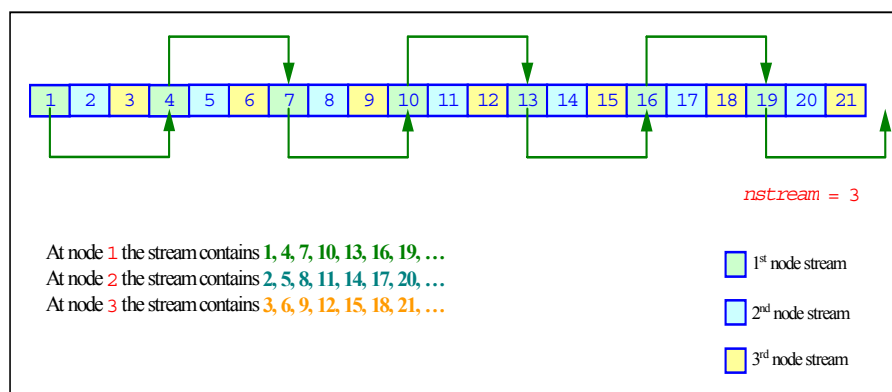 1 2 3 4 5 6 7 8 9 10 11 12 13 14 15 16 17 18 19 20 21
nstream = 3
At node 1 the stream contains 1, 4, 7, 10, 13, 16, 19, …
At node 2 the stream contains 2, 5, 8, 11, 14, 17, 20, …
At node 3 the stream contains 3, 6, 9, 12, 15, 18, 21, …
1st node stream
2nd node stream
3rd node stream